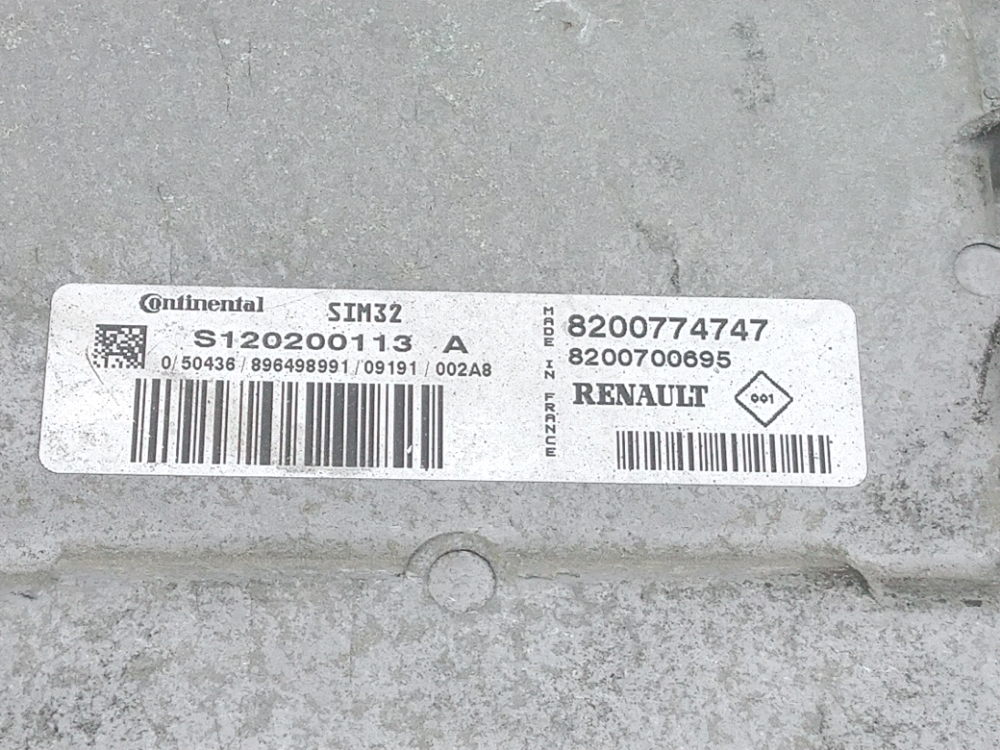 Continental SIM32
S120200113 A
0/50436/896498991/09191/002A8
MADE IN FRANCE
8200774747
8200700695
RENAULT 001